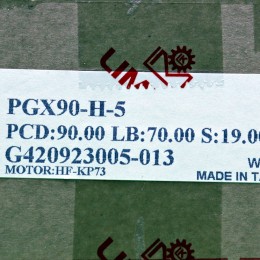 PGX90-H-5
PCD:90.00 LB:70.00 S:19.00
G420923005-013
W
MOTOR:HF-KP73
MADE IN TA